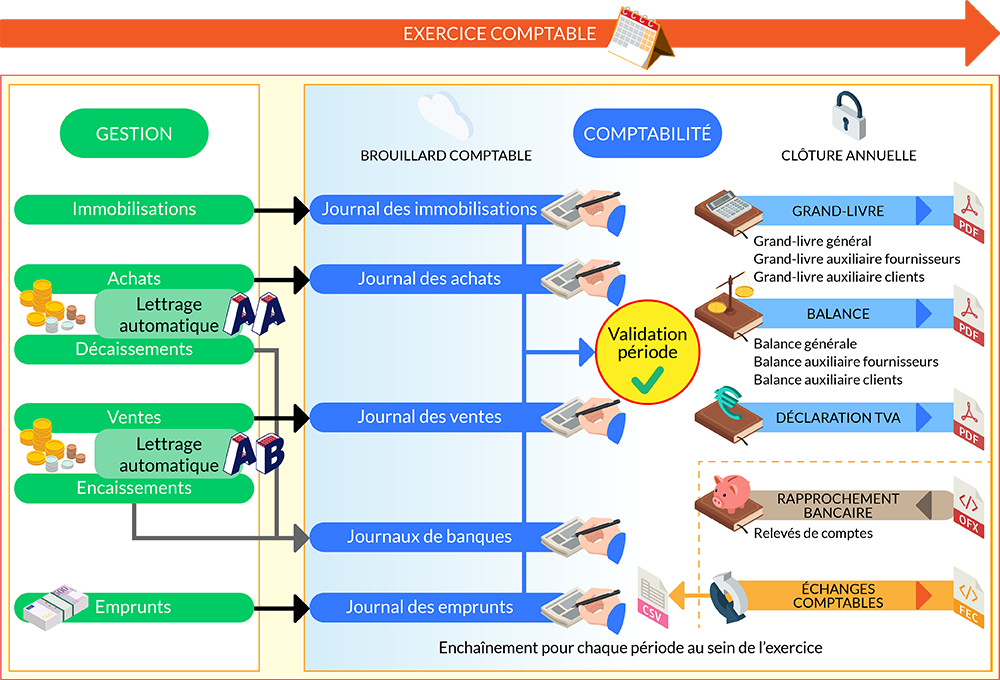 EXERCICE COMPTABLE
GESTION
Immobilisations
Achats
Lettrage
automatique
AA
Décaissements
Ventes
Lettrage
automatique
AB
Encaissements
Emprunts
BROUILLARD COMPTABLE
COMPTABILITÉ
Journal des immobilisations
Journal des achats
Validation
période
Journal des ventes
Journaux de banques
Journal des emprunts
CLÔTURE ANNUELLE
GRAND-LIVRE
PDF
Grand-livre général
Grand-livre auxiliaire fournisseurs
Grand-livre auxiliaire clients
BALANCE
PDF
Balance générale
Balance auxiliaire fournisseurs
Balance auxiliaire clients
DÉCLARATION TVA
PDF
RAPPROCHEMENT
BANCAIRE
</>
OFX
Relevés de comptes
CSV
ÉCHANGES
COMPTABLES
</>
FEC
Enchaînement pour chaque période au sein de l'exercice